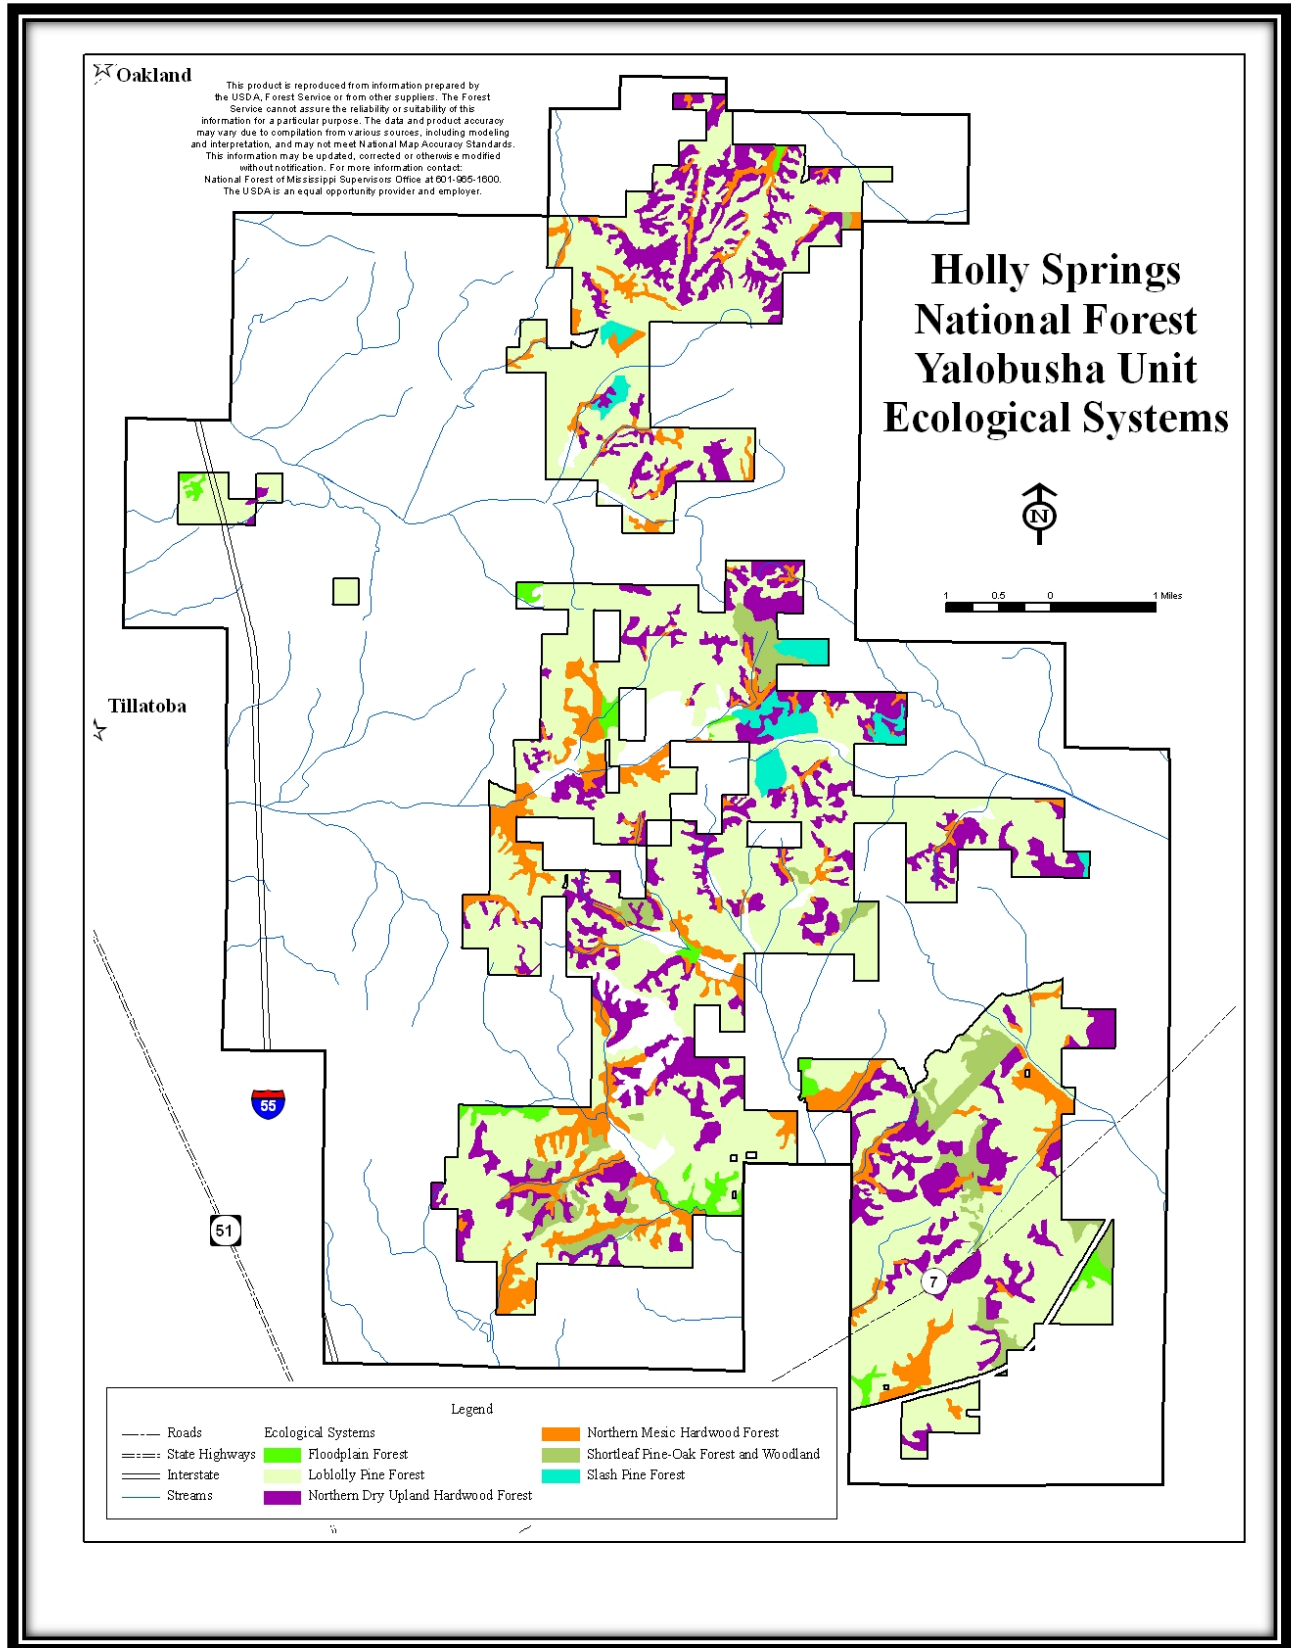 Oakland
This product is reproduced from information prepared by
the USDA, Forest Service or from other suppliers. The Forest
Service cannot assure the reliability or suitability of this
information for a particular purpose. The data and product accuracy
may vary due to compilation from various sources, including modeling
and interpretation, and may not meet National Map Accuracy Standards.
This information may be updated, corrected or otherwise modified
without notification. For more information contact:
National Forest of Mississippi Supervisors Office at 601-965-1600.
The USDA is an equal opportunity provider and employer.
Holly Springs
National Forest
Yalobusha Unit
Ecological Systems
N
1 0.5 0 1 Miles
Tillatoba
55
51
7
Legend
Roads
State Highways
Interstate
Streams
Ecological Systems
Floodplain Forest
Loblolly Pine Forest
Northern Dry Upland Hardwood Forest
Northern Mesic Hardwood Forest
Shortleaf Pine-Oak Forest and Woodland
Slash Pine Forest